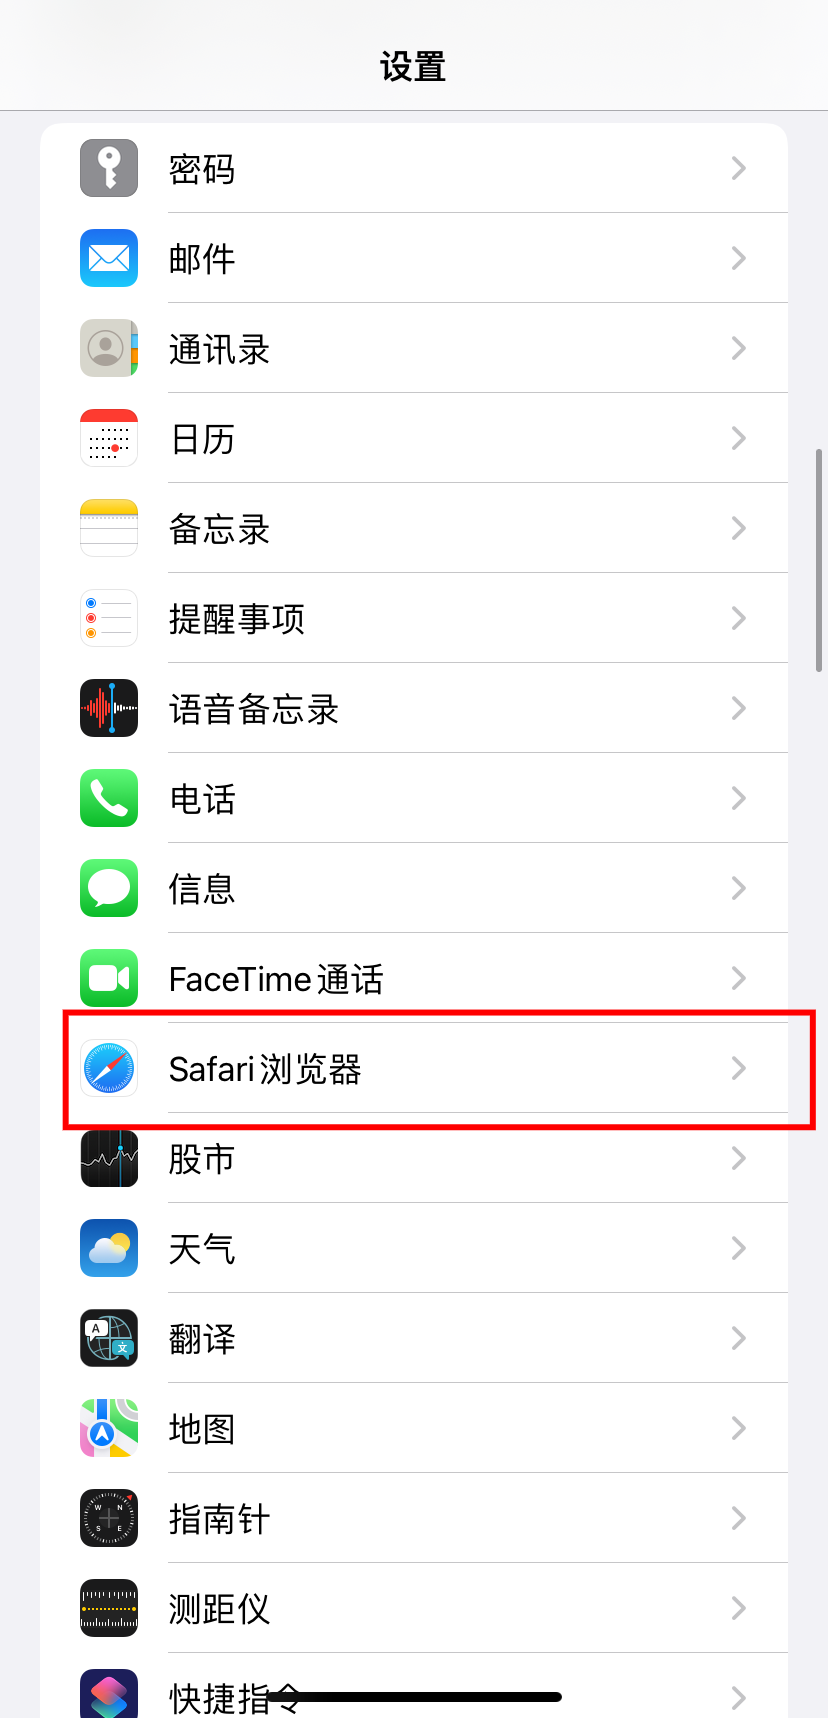 设置
密码
邮件
通讯录
日历
备忘录
提醒事项
语音备忘录
电话
信息
FaceTime通话
Safari浏览器
股市
天气
A
文
翻译
地图
W N
S E
指南针
测距仪
快捷指令